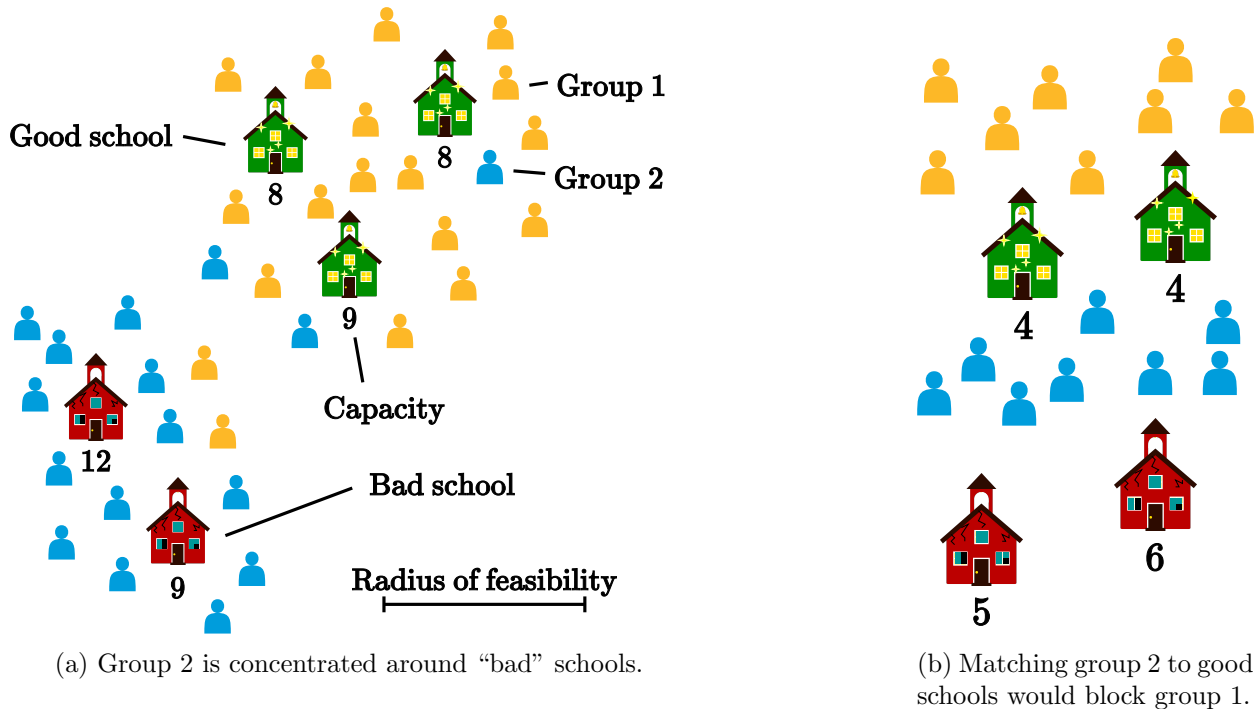 Group 1
Good school
8
8
Group 2
9
Capacity
12
Bad school
9
Radius of feasibility
(a) Group 2 is concentrated around “bad” schools.
4
4
6
5
(b) Matching group 2 to good
schools would block group 1.